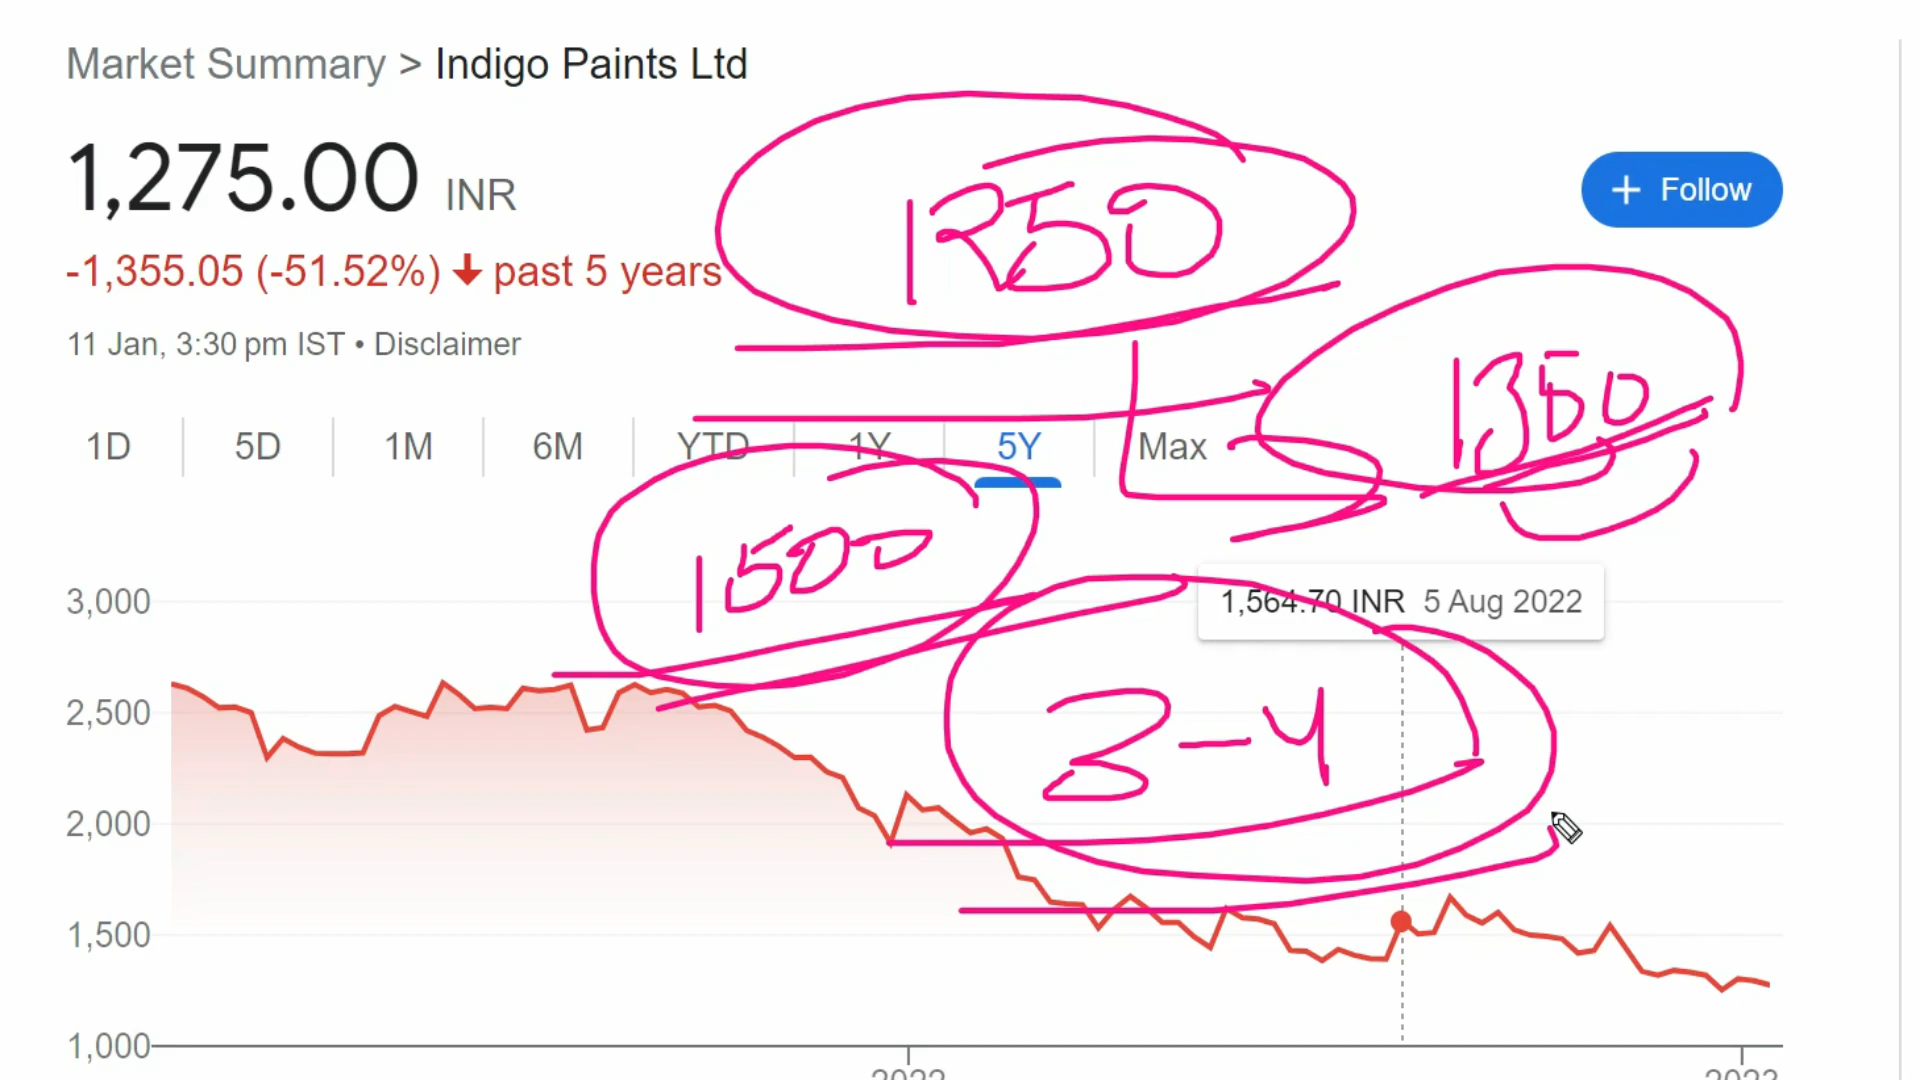 Market Summary > Indigo Paints Ltd
1,275.00 INR
1250
+ Follow
-1,355.05 (-51.52%) past 5 years
11 Jan, 3:30 pm IST • Disclaimer
1350
1D 5D 1M 6M YTD 1Y 5Y Max
1500
1,564.70 INR 5 Aug 2022
3,000
2,500
3-4
2,000
1,500
1,000
2022 2023